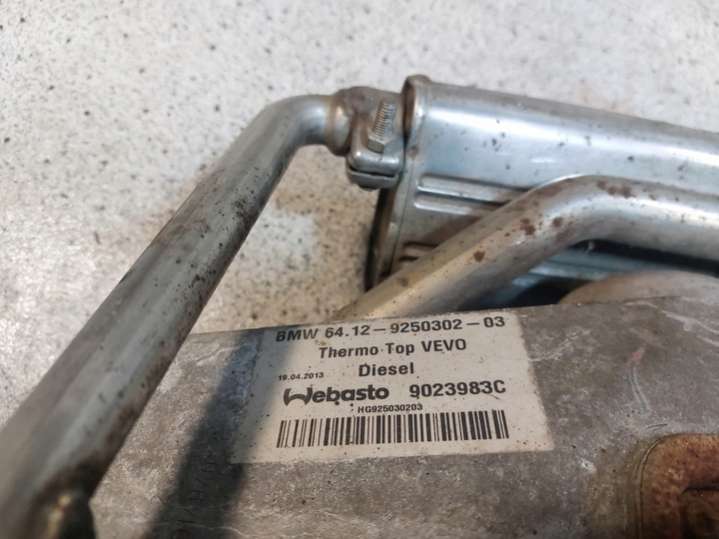 BMW 64.12-9250302-03
Thermo Top VEVO
19.04.2013 Diesel
Webasto 9023983C
HG925030203